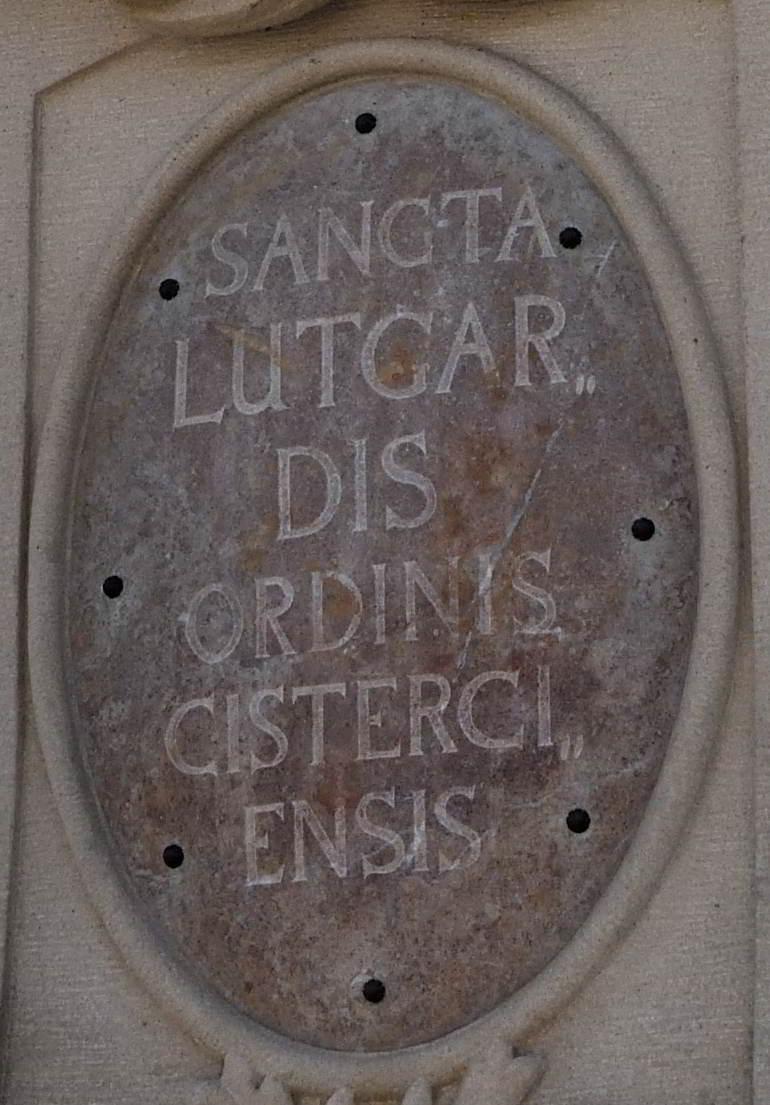 SANCTA
LUTGAR„
DIS
ORDINIS
CISTERCI„
ENSIS